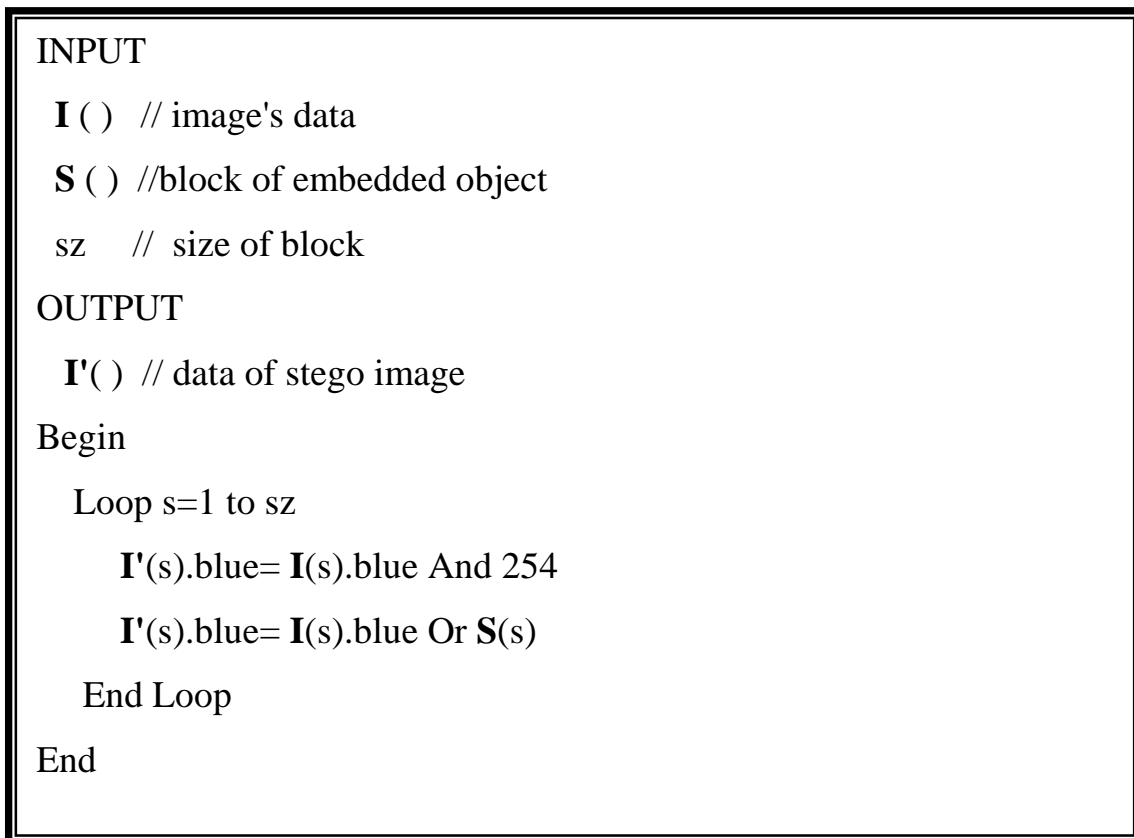 INPUT
I ( ) // image's data
S ( ) //block of embedded object
sz // size of block
OUTPUT
I'( ) // data of stego image
Begin
Loop s=1 to sz
I'(s).blue= I(s).blue And 254
I'(s).blue= I(s).blue Or S(s)
End Loop
End